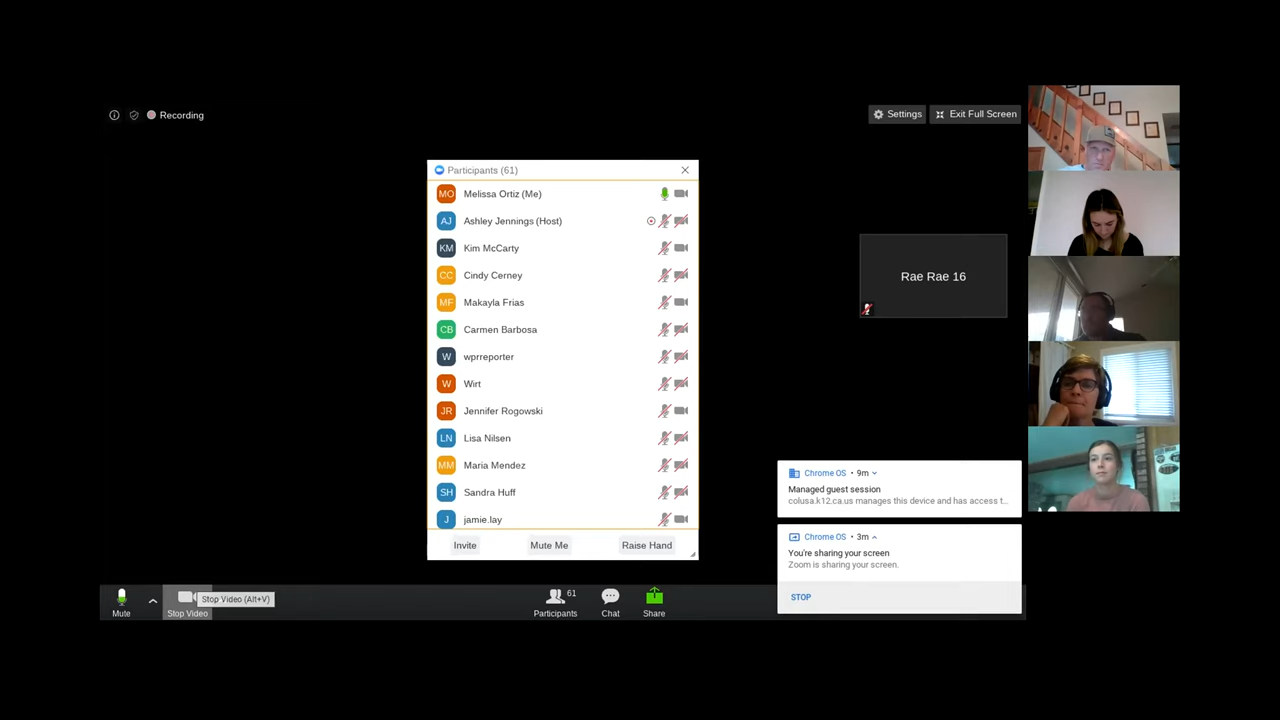 Recording
Settings
Exit Full Screen
Participants (61)
MO Melissa Ortiz (Me)
AJ Ashley Jennings (Host)
KM Kim McCarty
CC Cindy Cerney
MF Makayla Frias
CB Carmen Barbosa
W wprreporter
W Wirt
JR Jennifer Rogowski
LN Lisa Nilsen
MM Maria Mendez
SH Sandra Huff
J jamie.lay
Invite
Mute Me
Raise Hand
Rae Rae 16
Chrome OS • 9m
Managed guest session
colusa.k12.ca.us manages this device and has access t...
Chrome OS • 3m
You're sharing your screen
Zoom is sharing your screen.
STOP
Mute
Stop Video
Stop Video (Alt+V)
61
Participants
Chat
Share